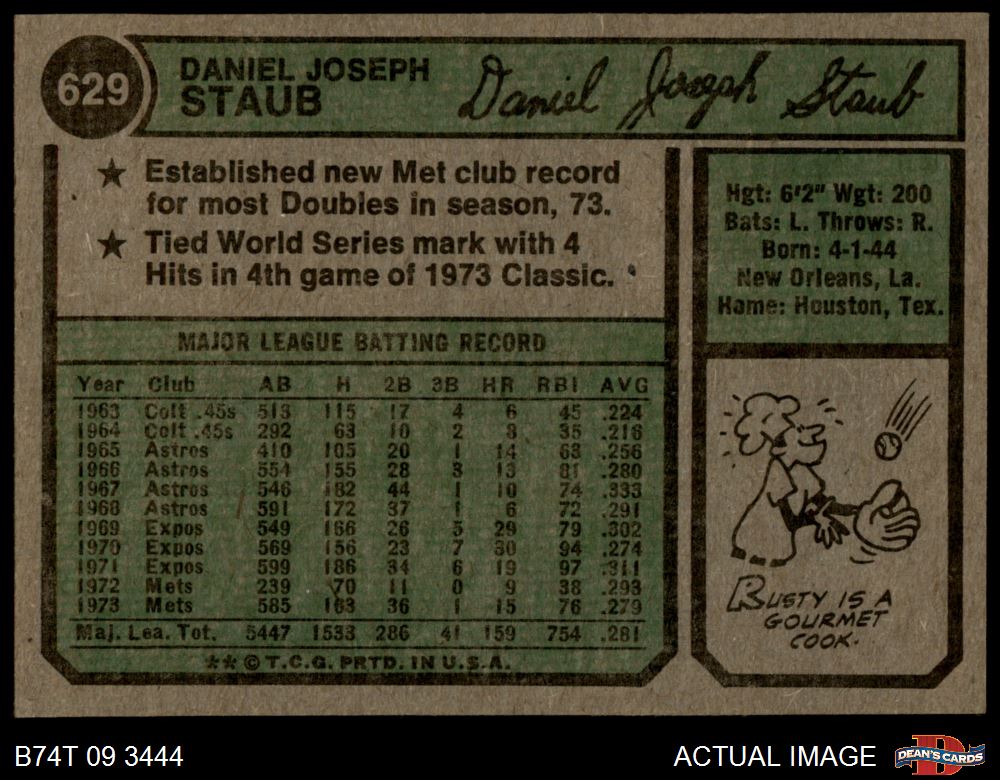 629
DANIEL JOSEPH
STAUB
Daniel Joseph Staub
★ Established new Met club record
for most Doubles in season, 73.
★ Tied World Series mark with 4
Hits in 4th game of 1973 Classic.
Hgt: 6'2" Wgt: 200
Bats: L. Throws: R.
Born: 4-1-44
New Orleans, La.
Home: Houston, Tex.
MAJOR LEAGUE BATTING RECORD
Year Club AB H 2B 3B HR RBI AVG
1963 Colt .45s 513 115 17 4 6 45 .224
1964 Colt .45s 292 63 10 2 8 35 .216
1965 Astros 410 105 20 1 14 63 .256
1966 Astros 554 155 28 3 13 81 .280
1967 Astros 546 182 44 1 10 74 .333
1968 Astros 591 172 37 1 6 72 .291
1969 Expos 549 166 26 5 29 79 .302
1970 Expos 569 156 23 7 30 94 .274
1971 Expos 599 186 34 6 19 97 .311
1972 Mets 239 70 11 0 9 38 .293
1973 Mets 585 163 36 1 15 76 .279
Maj. Lea. Tot. 5447 1533 286 41 159 754 .281
★★ © T.C.G. PRTD. IN U.S.A.
RUSTY IS A
GOURMET
COOK.
B74T 09 3444
ACTUAL IMAGE
D
DEAN'S CARDS